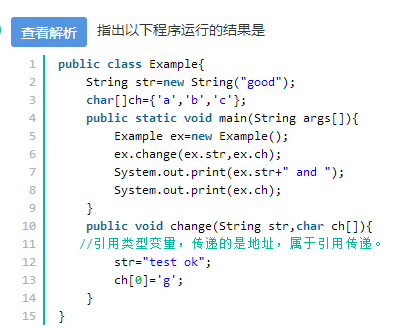 查看解析 指出以下程序运行的结果是
1 public class Example{
2 String str=new String("good");
3 char[]ch={'a','b','c'};
4 public static void main(String args[]){
5 Example ex=new Example();
6 ex.change(ex.str,ex.ch);
7 System.out.print(ex.str+" and ");
8 System.out.print(ex.ch);
9 }
10 public void change(String str,char ch[]){
11 //引用类型变量，传递的是地址，属于引用传递。
12 str="test ok";
13 ch[0]='g';
14 }
15 }